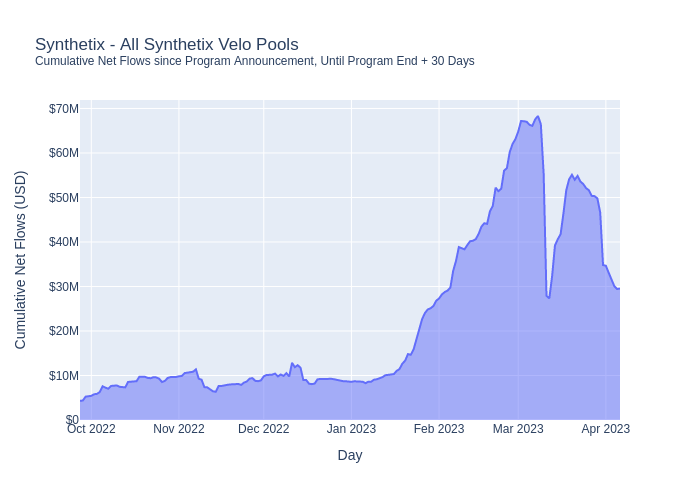 Synthetix - All Synthetix Velo Pools
Cumulative Net Flows since Program Announcement, Until Program End + 30 Days
Cumulative Net Flows (USD)
$70M
$60M
$50M
$40M
$30M
$20M
$10M
$0
Oct 2022
Nov 2022
Dec 2022
Jan 2023
Feb 2023
Mar 2023
Apr 2023
Day